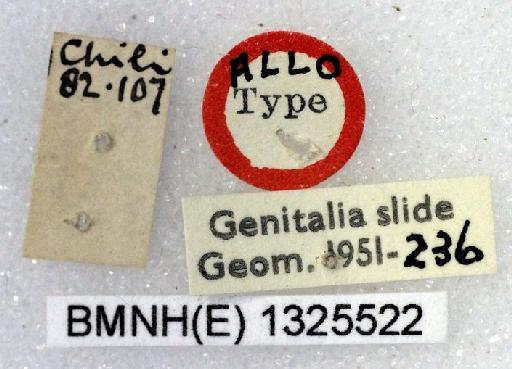 Chili
82.107
ALLO
Type
Genitalia slide
Geom. 1951-236
BMNH(E) 1325522